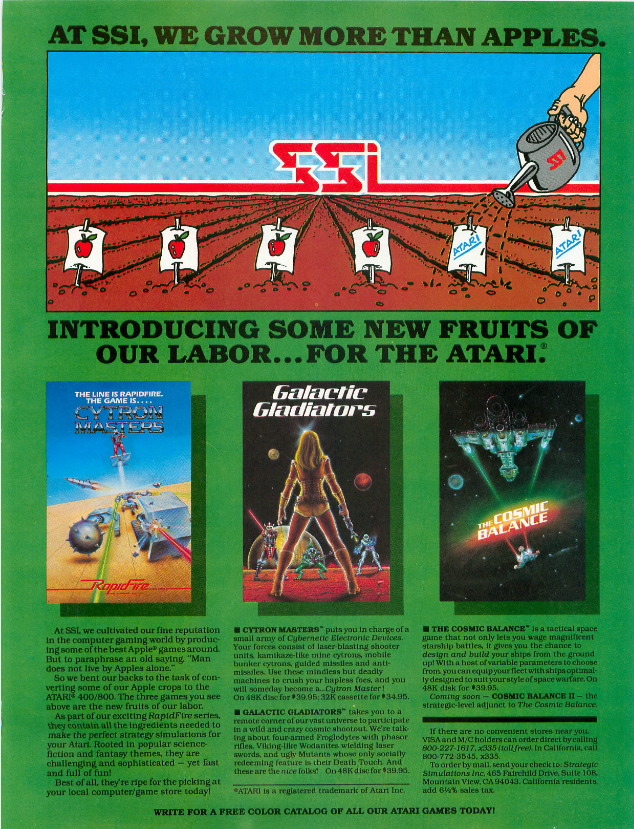 AT SSI, WE GROW MORE THAN APPLES.
SSI
SSI
ATARI
ATARI
INTRODUCING SOME NEW FRUITS OF
OUR LABOR...FOR THE ATARI.®
THE LINE IS RAPIDFIRE.
THE GAME IS....
CYTRON
MASTERS
RapidFire
Galactic
Gladiators
THE COSMIC
BALANCE
At SSI, we cultivated our fine reputation
in the computer gaming world by produc-
ing some of the best Apple® games around.
But to paraphrase an old saying, "Man
does not live by Apples alone."
So we bent our backs to the task of con-
verting some of our Apple crops to the
ATARI® 400/800. The three games you see
above are the new fruits of our labor.
As part of our exciting RapidFire series,
they contain all the ingredients needed to
make the perfect strategy simulations for
your Atari. Rooted in popular science-
fiction and fantasy themes, they are
challenging and sophisticated — yet fast
and full of fun!
Best of all, they're ripe for the picking at
your local computer/game store today!
■ CYTRON MASTERS™ puts you in charge of a
small army of Cybernetic Electronic Devices.
Your forces consist of laser-blasting shooter
units, kamikaze-like mine cytrons, mobile
bunker cytrons, guided missiles and anti-
missiles. Use these mindless but deadly
machines to crush your hapless foes, and you
will someday become a...Cytron Master!
On 48K disc for $39.95; 32K cassette for $34.95.
■ GALACTIC GLADIATORS™ takes you to a
remote corner of our vast universe to participate
in a wild and crazy cosmic shootout. We're talk-
ing about four-armed Froglodytes with phasor
rifles, Viking-like Wodanites wielding laser
swords, and ugly Mutants whose only socially
redeeming feature is their Death Touch. And
these are the nice folks! On 48K disc for $39.95.
®ATARI is a registered trademark of Atari Inc.
■ THE COSMIC BALANCE™ is a tactical space
game that not only lets you wage magnificent
starship battles, it gives you the chance to
design and build your ships from the ground
up! With a host of variable parameters to choose
from, you can equip your fleet with ships optimal-
ly designed to suit your style of space warfare. On
48K disk for $39.95.
Coming soon — COSMIC BALANCE II — the
strategic-level adjunct to The Cosmic Balance.
If there are no convenient stores near you,
VISA and M/C holders can order direct by calling
800-227-1617, x335 (toll free). In California, call
800-772-3545, x335.
To order by mail, send your check to: Strategic
Simulations Inc, 465 Fairchild Drive, Suite 108,
Mountain View, CA 94043. California residents,
add 6½% sales tax.
WRITE FOR A FREE COLOR CATALOG OF ALL OUR ATARI GAMES TODAY!